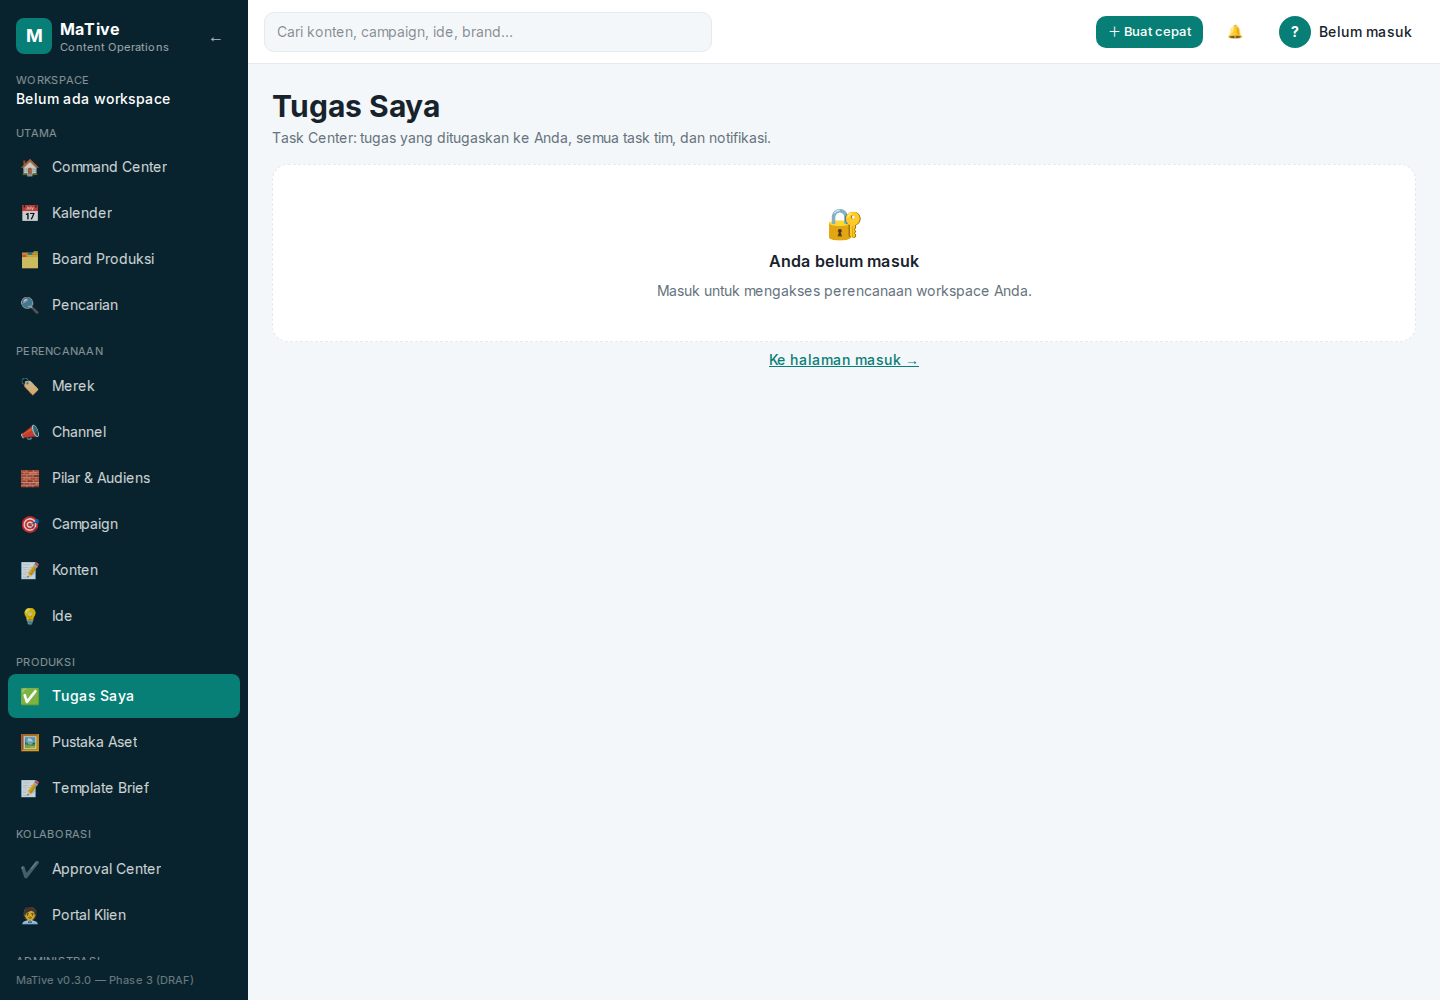 M
MaTive
Content Operations
←
WORKSPACE
Belum ada workspace
UTAMA
Command Center
Kalender
Board Produksi
Pencarian
PERENCANAAN
Merek
Channel
Pilar & Audiens
Campaign
Konten
Ide
PRODUKSI
Tugas Saya
Pustaka Aset
Template Brief
KOLABORASI
Approval Center
Portal Klien
ADMINISTRASI
MaTive v0.3.0 — Phase 3 (DRAF)
Cari konten, campaign, ide, brand...
+ Buat cepat
?
Belum masuk
Tugas Saya
Task Center: tugas yang ditugaskan ke Anda, semua task tim, dan notifikasi.
Anda belum masuk
Masuk untuk mengakses perencanaan workspace Anda.
Ke halaman masuk →